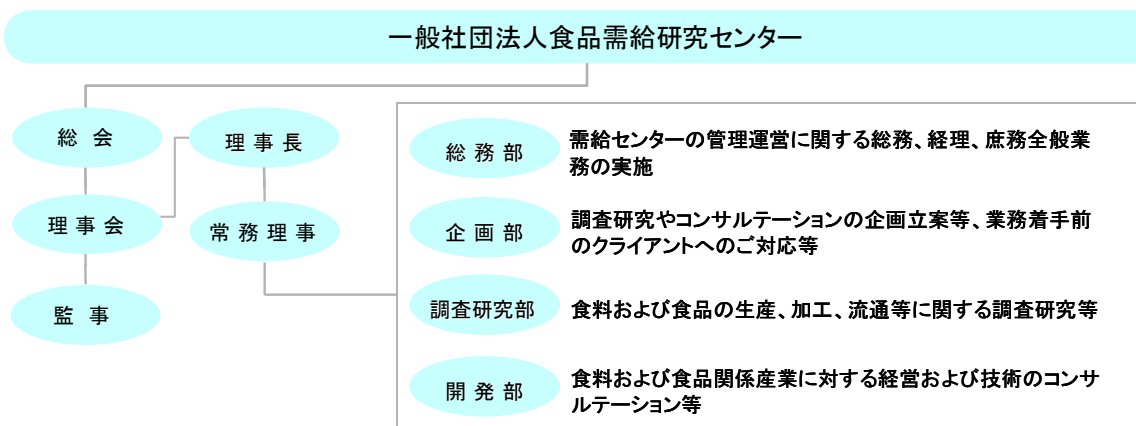 一般社団法人食品需給研究センター
総 会
理 事 長
理 事 会
常 務 理 事
監 事
総 務 部
需給センターの管理運営に関する総務、経理、庶務全般業
務の実施
企 画 部
調査研究やコンサルテーションの企画立案等、業務着手前
のクライアントへのご対応等
調査研究部
食料および食品の生産、加工、流通等に関する調査研究等
開 発 部
食料および食品関係産業に対する経営および技術のコンサ
ルテーション等